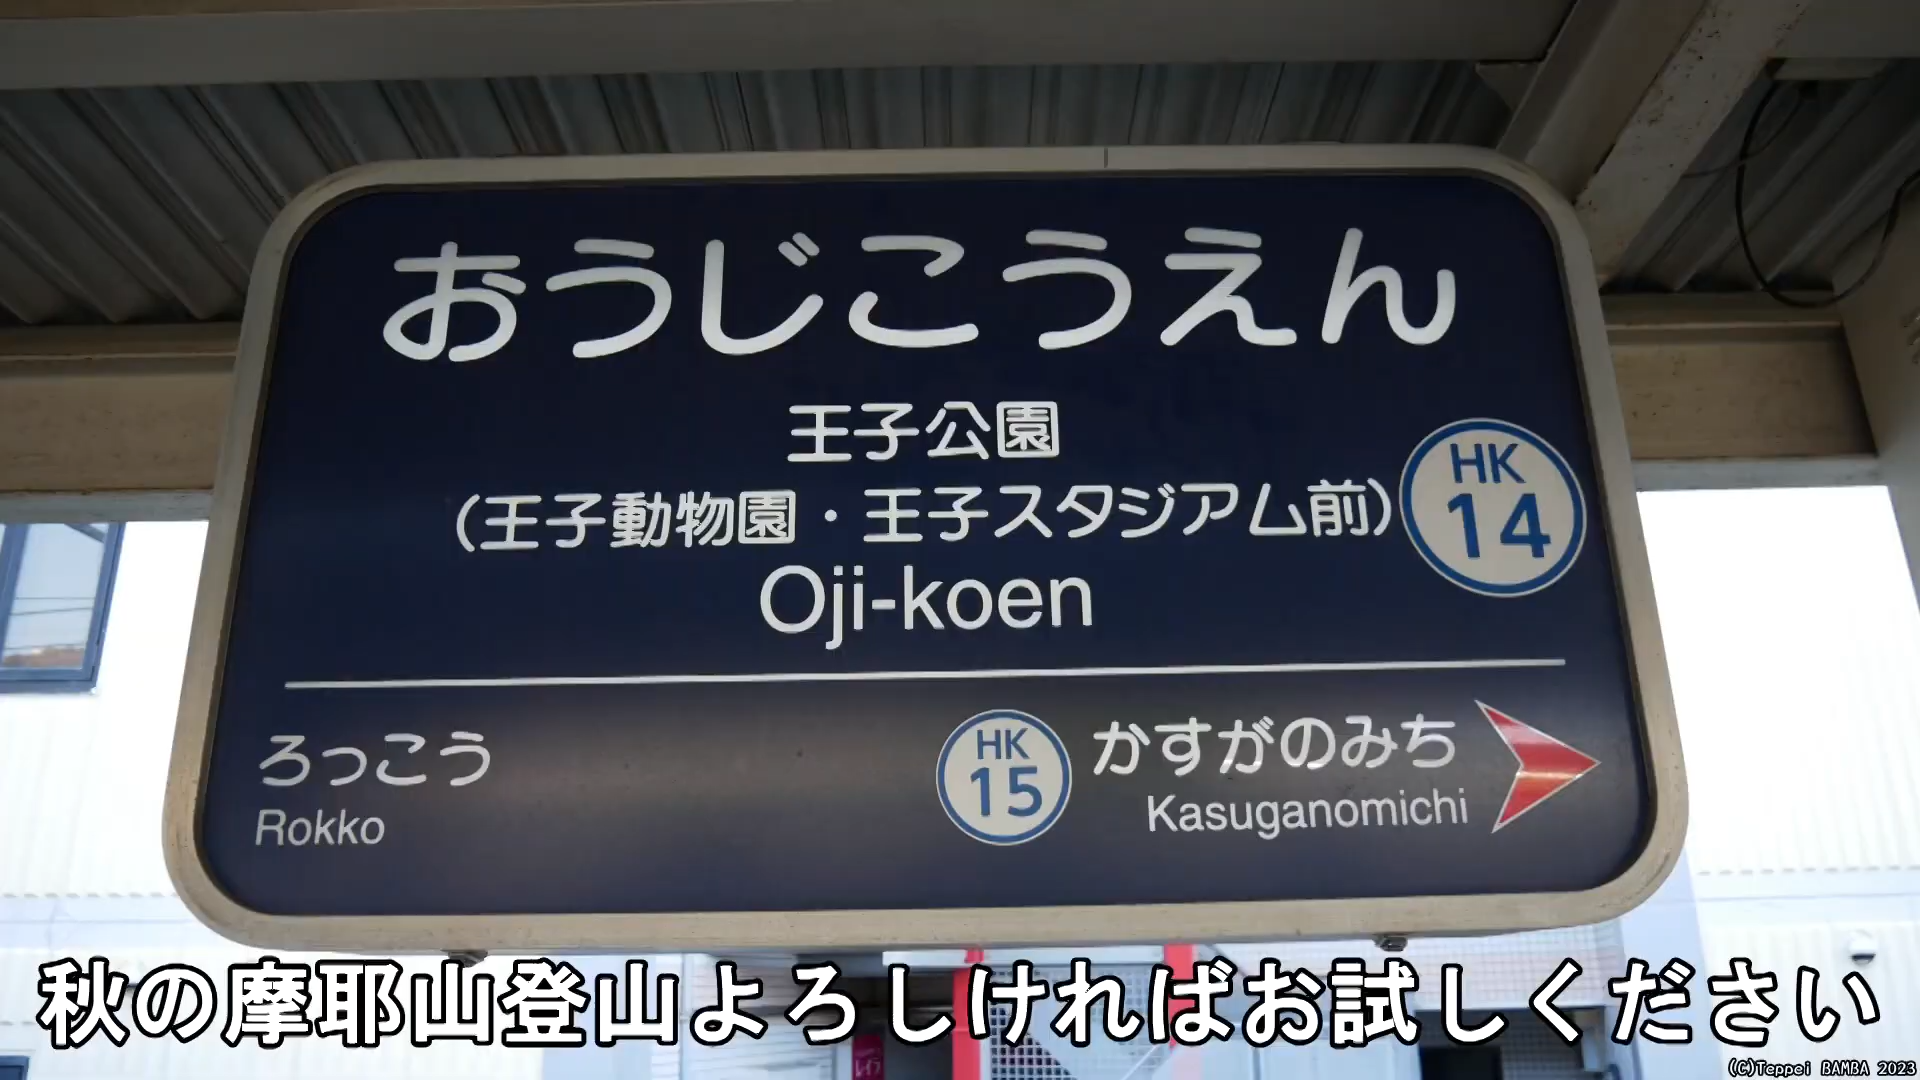 おうじこうえん
王子公園
(王子動物園・王子スタジアム前)
HK
14
Oji-koen
ろっこう
Rokko
HK
15
かすがのみち
Kasuganomichi
秋の摩耶山登山よろしければお試しください
(C)Teppei BAMBA 2023